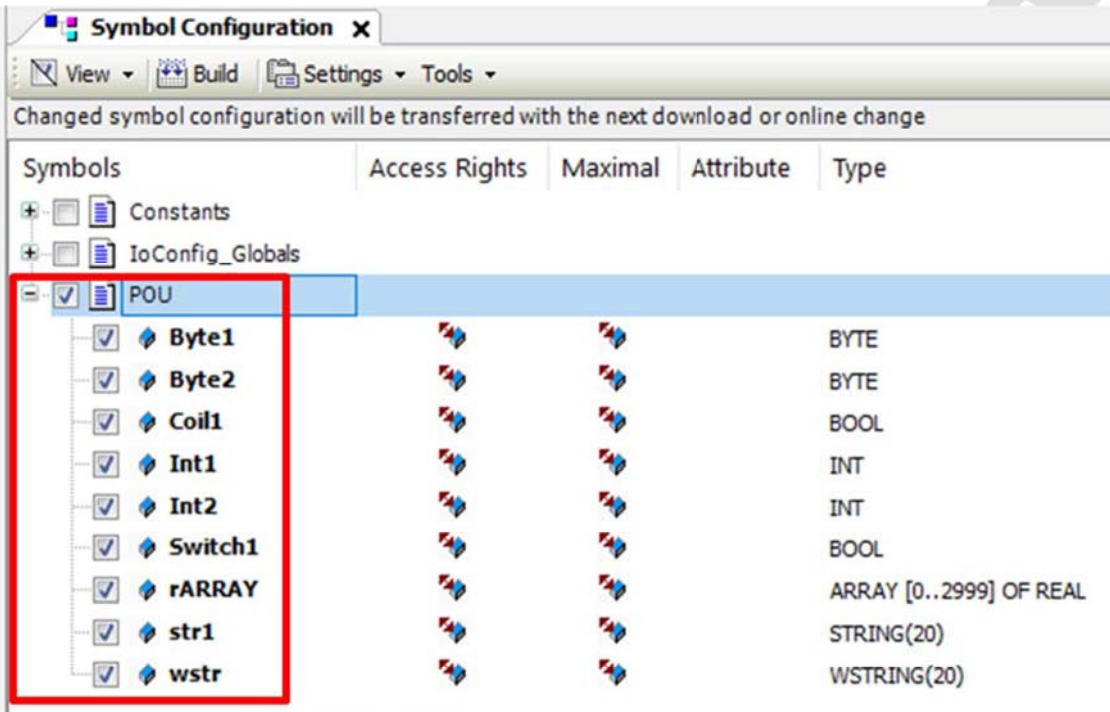 Symbol Configuration X
View Build Settings Tools
Changed symbol configuration will be transferred with the next download or online change
Symbols Access Rights Maximal Attribute Type
Constants
IoConfig_Globals
POU
Byte1 BYTE
Byte2 BYTE
Coil1 BOOL
Int1 INT
Int2 INT
Switch1 BOOL
rARRAY ARRAY [0..2999] OF REAL
str1 STRING(20)
wstr WSTRING(20)